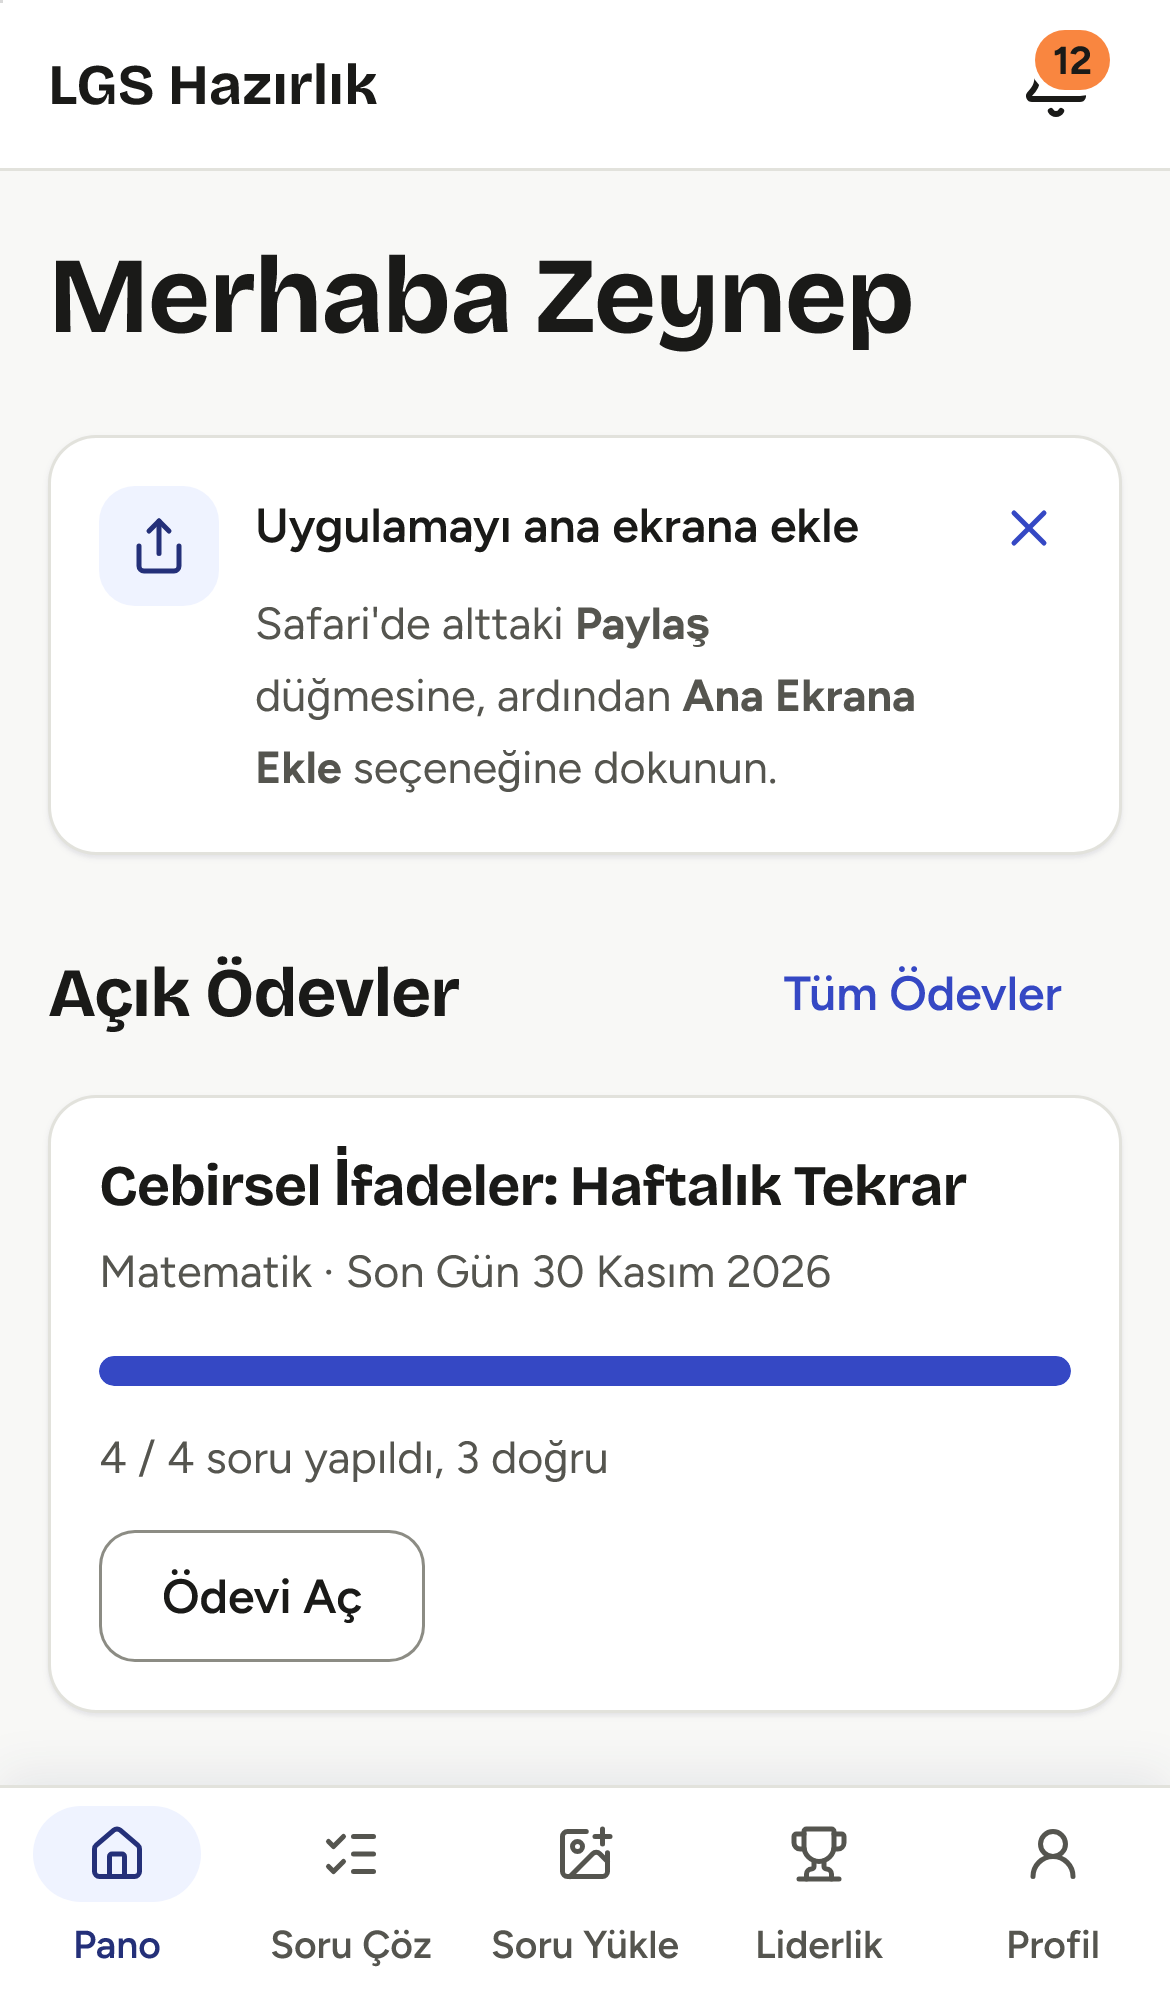 LGS Hazırlık
12
Merhaba Zeynep
Uygulamayı ana ekrana ekle
Safari'de alttaki Paylaş
düğmesine, ardından Ana Ekrana
Ekle seçeneğine dokunun.
Açık Ödevler
Tüm Ödevler
Cebirsel İfadeler: Haftalık Tekrar
Matematik · Son Gün 30 Kasım 2026
4 / 4 soru yapıldı, 3 doğru
Ödevi Aç
Pano
Soru Çöz
Soru Yükle
Liderlik
Profil